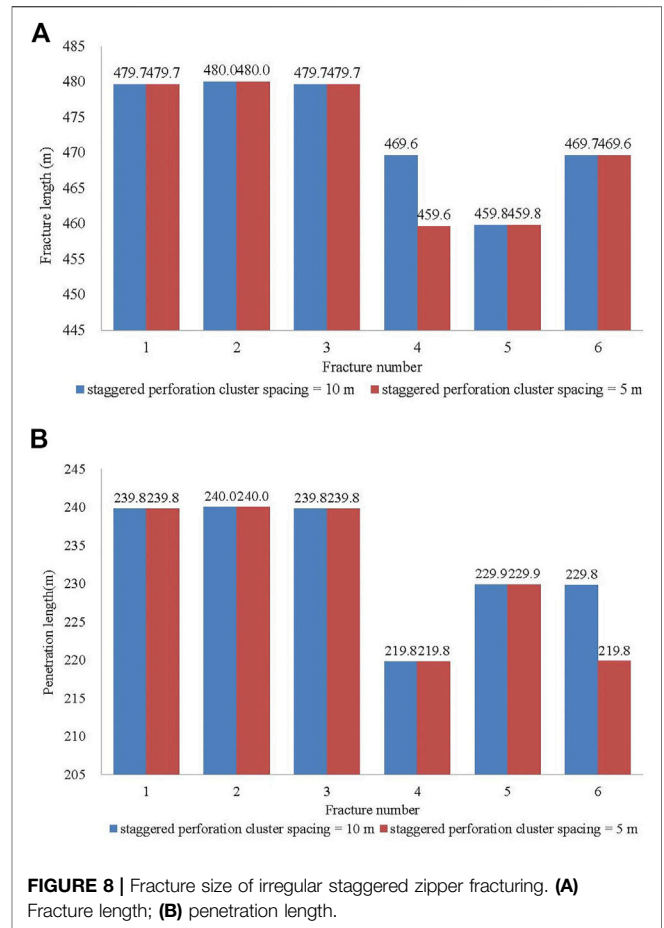 A
485
480
475
470
465
460
455
450
445
Fracture length (m)
479.7479.7
480.0480.0
479.7479.7
469.6
459.6
459.8459.8
469.7469.6
1 2 3 4 5 6
Fracture number
staggered perforation cluster spacing = 10 m staggered perforation cluster spacing = 5 m
B
245
240
235
230
225
220
215
210
205
Penetration length(m)
239.8239.8
240.0240.0
239.8239.8
219.8219.8
229.9229.9
229.8
219.8
1 2 3 4 5 6
Fracture number
staggered perforation cluster spacing = 10 m staggered perforation cluster spacing = 5 m
FIGURE 8 | Fracture size of irregular staggered zipper fracturing. (A)
Fracture length; (B) penetration length.